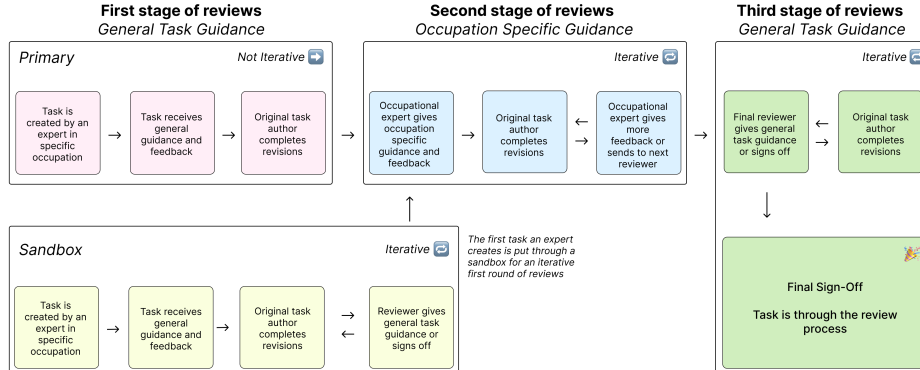 First stage of reviews
General Task Guidance
Second stage of reviews
Occupation Specific Guidance
Third stage of reviews
General Task Guidance
Primary
Not Iterative
Task is
created by an
expert in
specific
occupation
Task receives
general
guidance and
feedback
Original task
author
completes
revisions
Iterative
Occupational
expert gives
occupation
specific
guidance and
feedback
Original task
author
completes
revisions
Occupational
expert gives
more
feedback or
sends to next
reviewer
Iterative
Final reviewer
gives general
task guidance
or signs off
Original task
author
completes
revisions
Sandbox
Iterative
The first task an expert
creates is put through a
sandbox for an iterative
first round of reviews
Task is
created by an
expert in
specific
occupation
Task receives
general
guidance and
feedback
Original task
author
completes
revisions
Reviewer gives
general task
guidance or
signs off
Final Sign-Off
Task is through the review
process